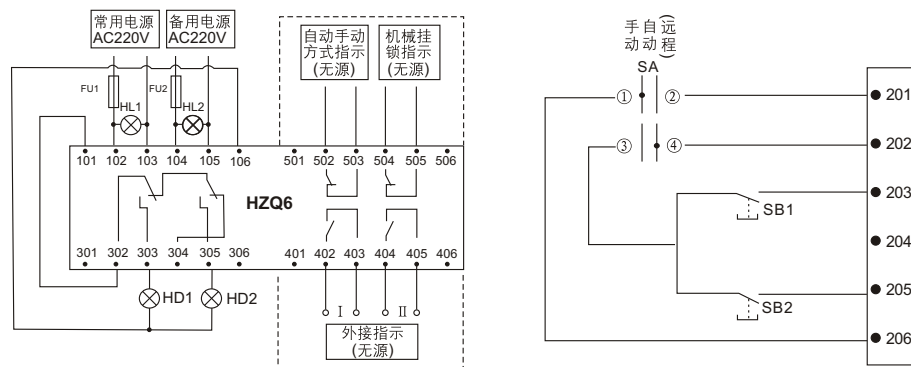 常用电源
AC220V
备用电源
AC220V
自动手动
方式指示
(无源)
机械挂
锁指示
(无源)
FU1
HL1
FU2
HL2
101 102 103 104 105 106 501 502 503 504 505 506
HZQ6
301 302 303 304 305 306 401 402 403 404 405 406
HD1
HD2
I
II
外接指示
(无源)
手动
自动
(远程)
SA
① ②
③ ④
SB1
SB2
201
202
203
204
205
206